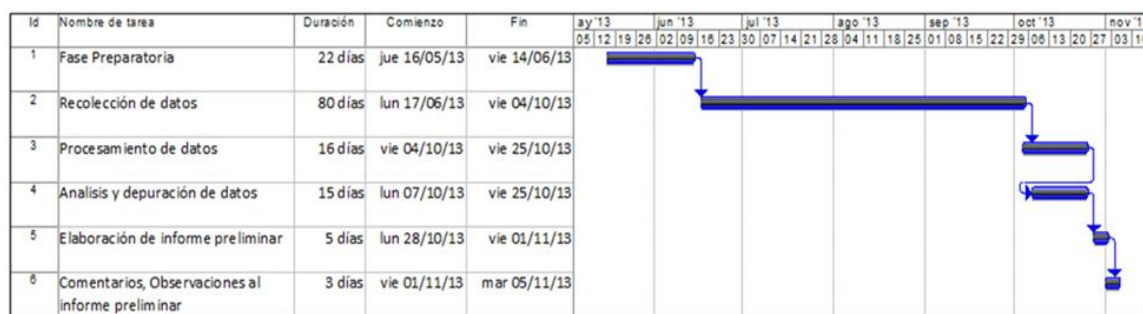 Id Nombre de tarea Duración Comienzo Fin ay '13 jun '13 jul '13 ago '13 sep '13 oct '13 nov '1
05 12 19 26 02 09 16 23 30 07 14 21 28 04 11 18 25 01 08 15 22 29 06 13 20 27 03 10
1 Fase Preparatoria 22 días jue 16/05/13 vie 14/06/13
2 Recolección de datos 80 días lun 17/06/13 vie 04/10/13
3 Procesamiento de datos 16 días vie 04/10/13 vie 25/10/13
4 Analisis y depuración de datos 15 días lun 07/10/13 vie 25/10/13
5 Elaboración de informe preliminar 5 días lun 28/10/13 vie 01/11/13
6 Comentarios, Observaciones al 3 días vie 01/11/13 mar 05/11/13
informe preliminar